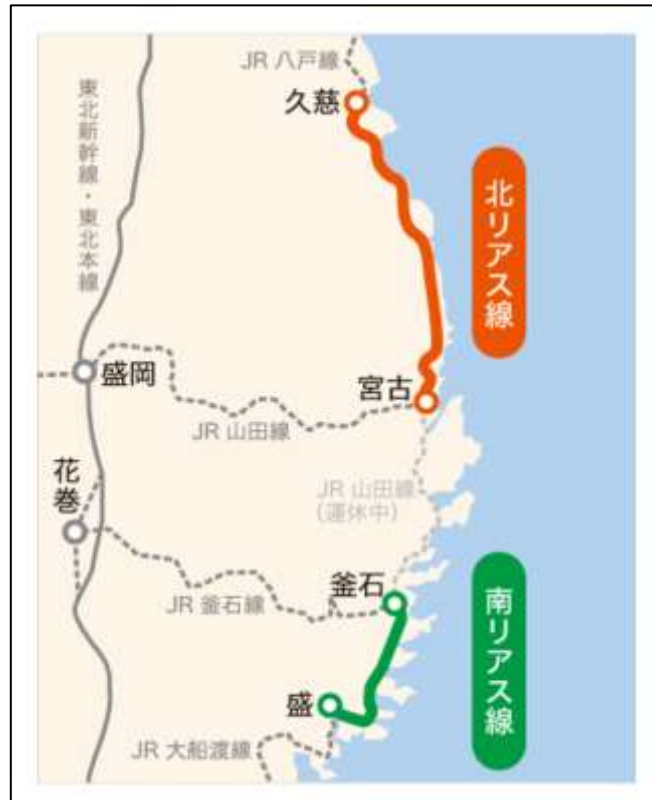 JR 八戸線
久慈
東北新幹線・東北本線
北リアス線
盛岡
宮古
JR 山田線
花巻
JR 山田線
(運休中)
釜石
JR 釜石線
南リアス線
盛
JR 大船渡線